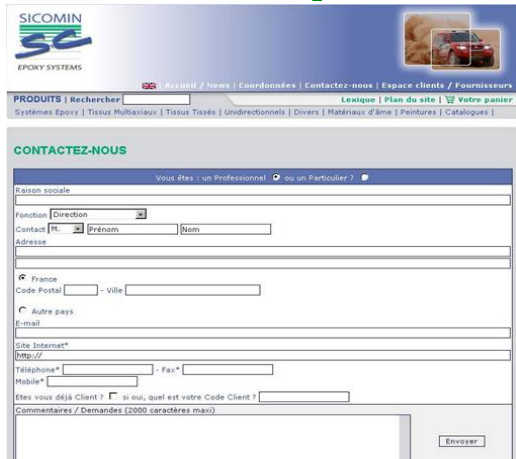 SICOMIN
SC
EPOXY SYSTEMS
| Accueil / News | Coordonnées | Contactez-nous | Espace clients / Fournisseurs
PRODUITS | Rechercher
Lexique | Plan du site | Votre panier
Systèmes Epoxy | Tissus Multiaxiaux | Tissus Tissés | Unidirectionnels | Divers | Matériaux d'âme | Peintures | Catalogues |
CONTACTEZ-NOUS
Vous êtes : un Professionnel ou un Particulier ?
Raison sociale
Fonction Direction
Contact M. Prénom Nom
Adresse
France
Code Postal - Ville
Autre pays
E-mail
Site Internet*
http://
Téléphone* - Fax*
Mobile*
Etes vous déjà Client ? si oui, quel est votre Code Client ?
Commentaires / Demandes (2000 caractères maxi)
Envoyer